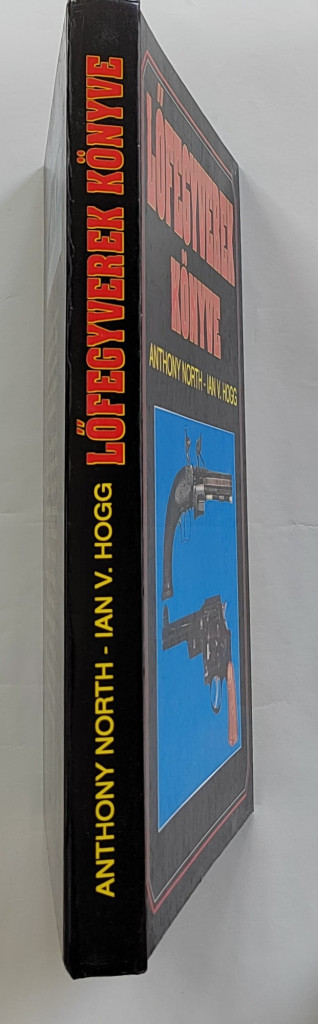 ANTHONY NORTH - IAN V. HOGG LŐFEGYVEREK KÖNYVE
LŐFEGYVEREK
KÖNYVE
ANTHONY NORTH - IAN V. HOGG